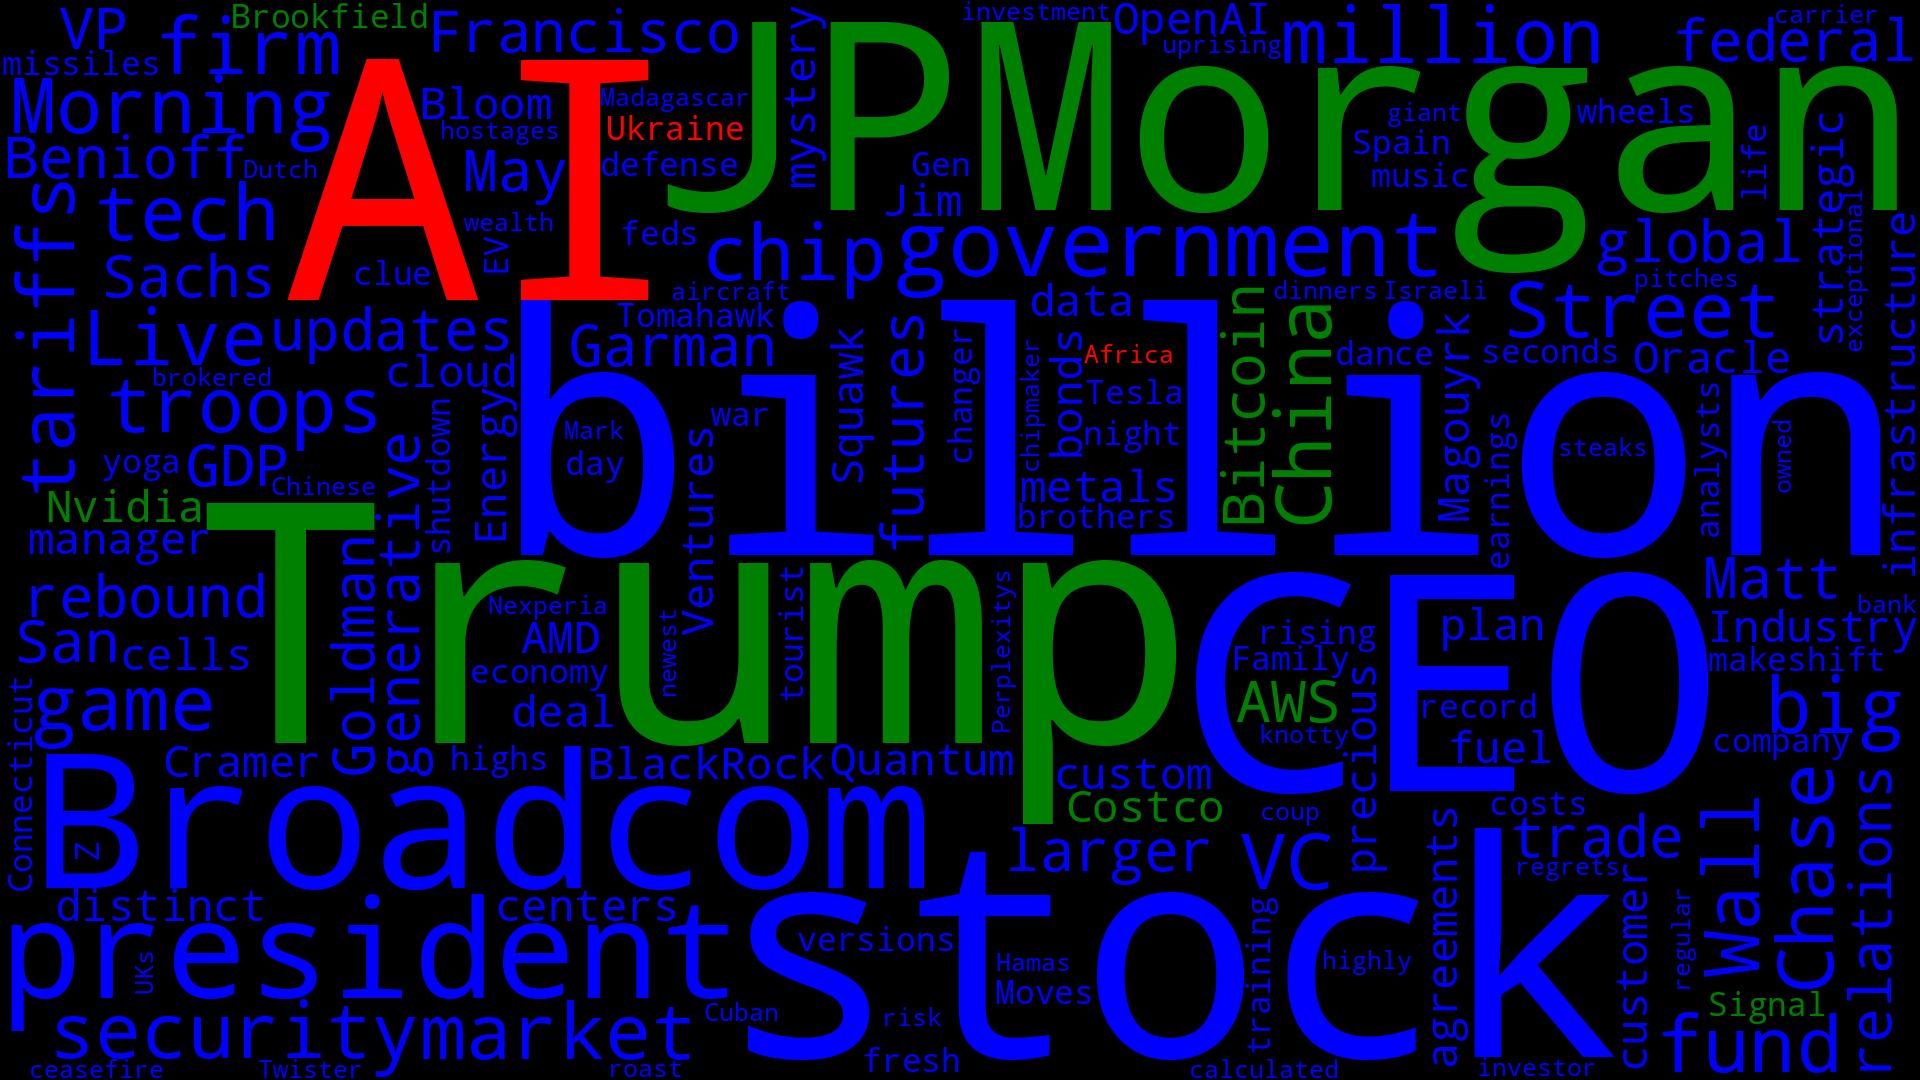 VP
Brookfield
firm
missiles
Francisco
mystery
investment
OpenAI
uprising
million
carrier
federal
Morning
AI
Bloom
hostages
Madagascar
Ukraine
JPMorgan
giant
wheels
Benioff
Dutch
May
defense
Gen
Jim
Spain
music
life
strategic
tariffs
tech
wealth
EV
feds
chip
government
global
exceptional
infrastructure
Sachs
clue
aircraft
data
Bitcoin
dinners
Israeli
pitches
Live
updates
Tomahawk
Garman
Squawk
futures
changer
chipmaker
bonds
Africa
China
dance
Magouyrk
Street
seconds
Oracle
brokered
cloud
billion
Tesla
troops
shutdown
Energy
Mark
day
war
night
earnings
steaks
analysts
owned
yoga
GDP
Chinese
generative
Ventures
metals
brothers
Nvidia
manager
Trump
Goldman
CEO
Matt
rebound
Nexperia
AMD
newest
tourist
Perplexitys
rising
plan
Industry
bank
San
cells
economy
Family
makeshift
game
deal
AWS
precious
record
big
Connecticut
knotty
fuel
company
Cramer
highs
BlackRock
Quantum
custom
Broadcom
Costco
coup
costs
Z
larger
VC
agreements
trade
regrets
Wall
Chase
relations
distinct
centers
stock
customer
regular
president
UKs
versions
Hamas
Moves
training
highly
Signal
security
market
Cuban
risk
fresh
fund
ceasefire
Twister
roast
calculated
investor